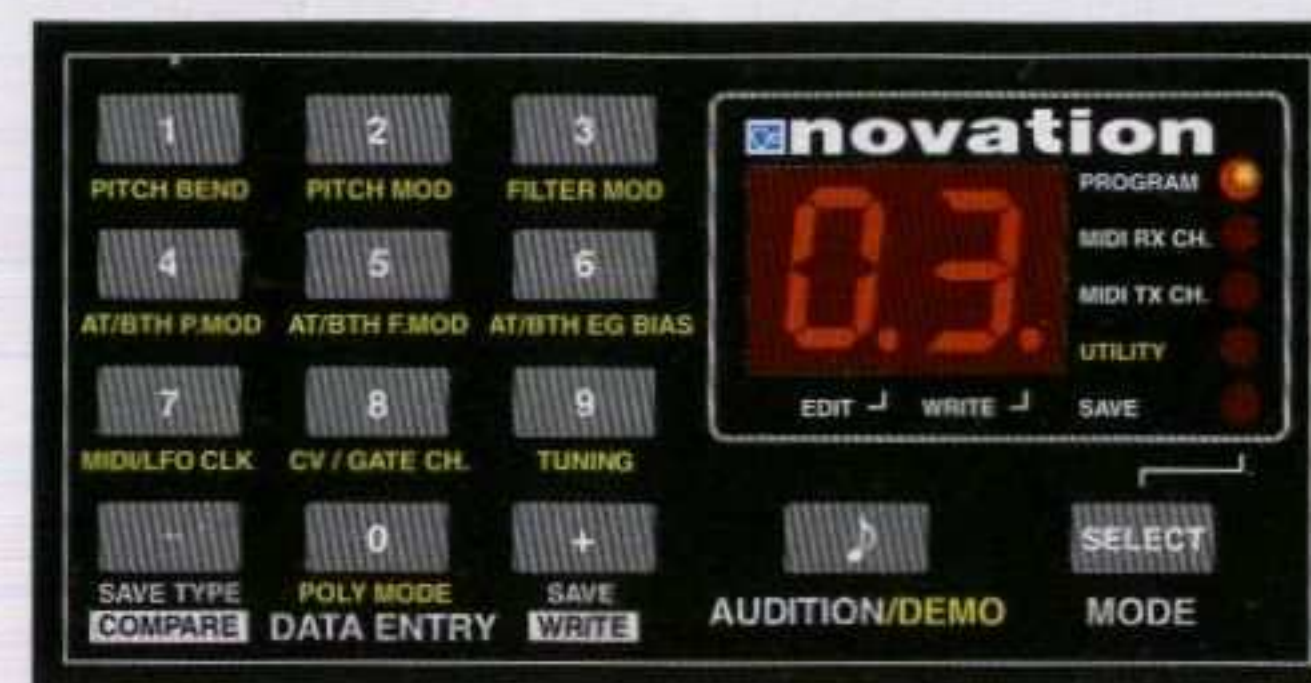 1 2 3
PITCH BEND PITCH MOD FILTER MOD
4 5 6
AT/BTH P.MOD AT/BTH F.MOD AT/BTH EG BIAS
7 8 9
MIDI/LFO CLK CV / GATE CH. TUNING
- 0 +
SAVE TYPE POLY MODE SAVE
COMPARE DATA ENTRY WRITE
novation
0.3.
PROGRAM
MIDI RX CH.
MIDI TX CH.
UTILITY
SAVE
EDIT WRITE
♪ SELECT
AUDITION/DEMO MODE